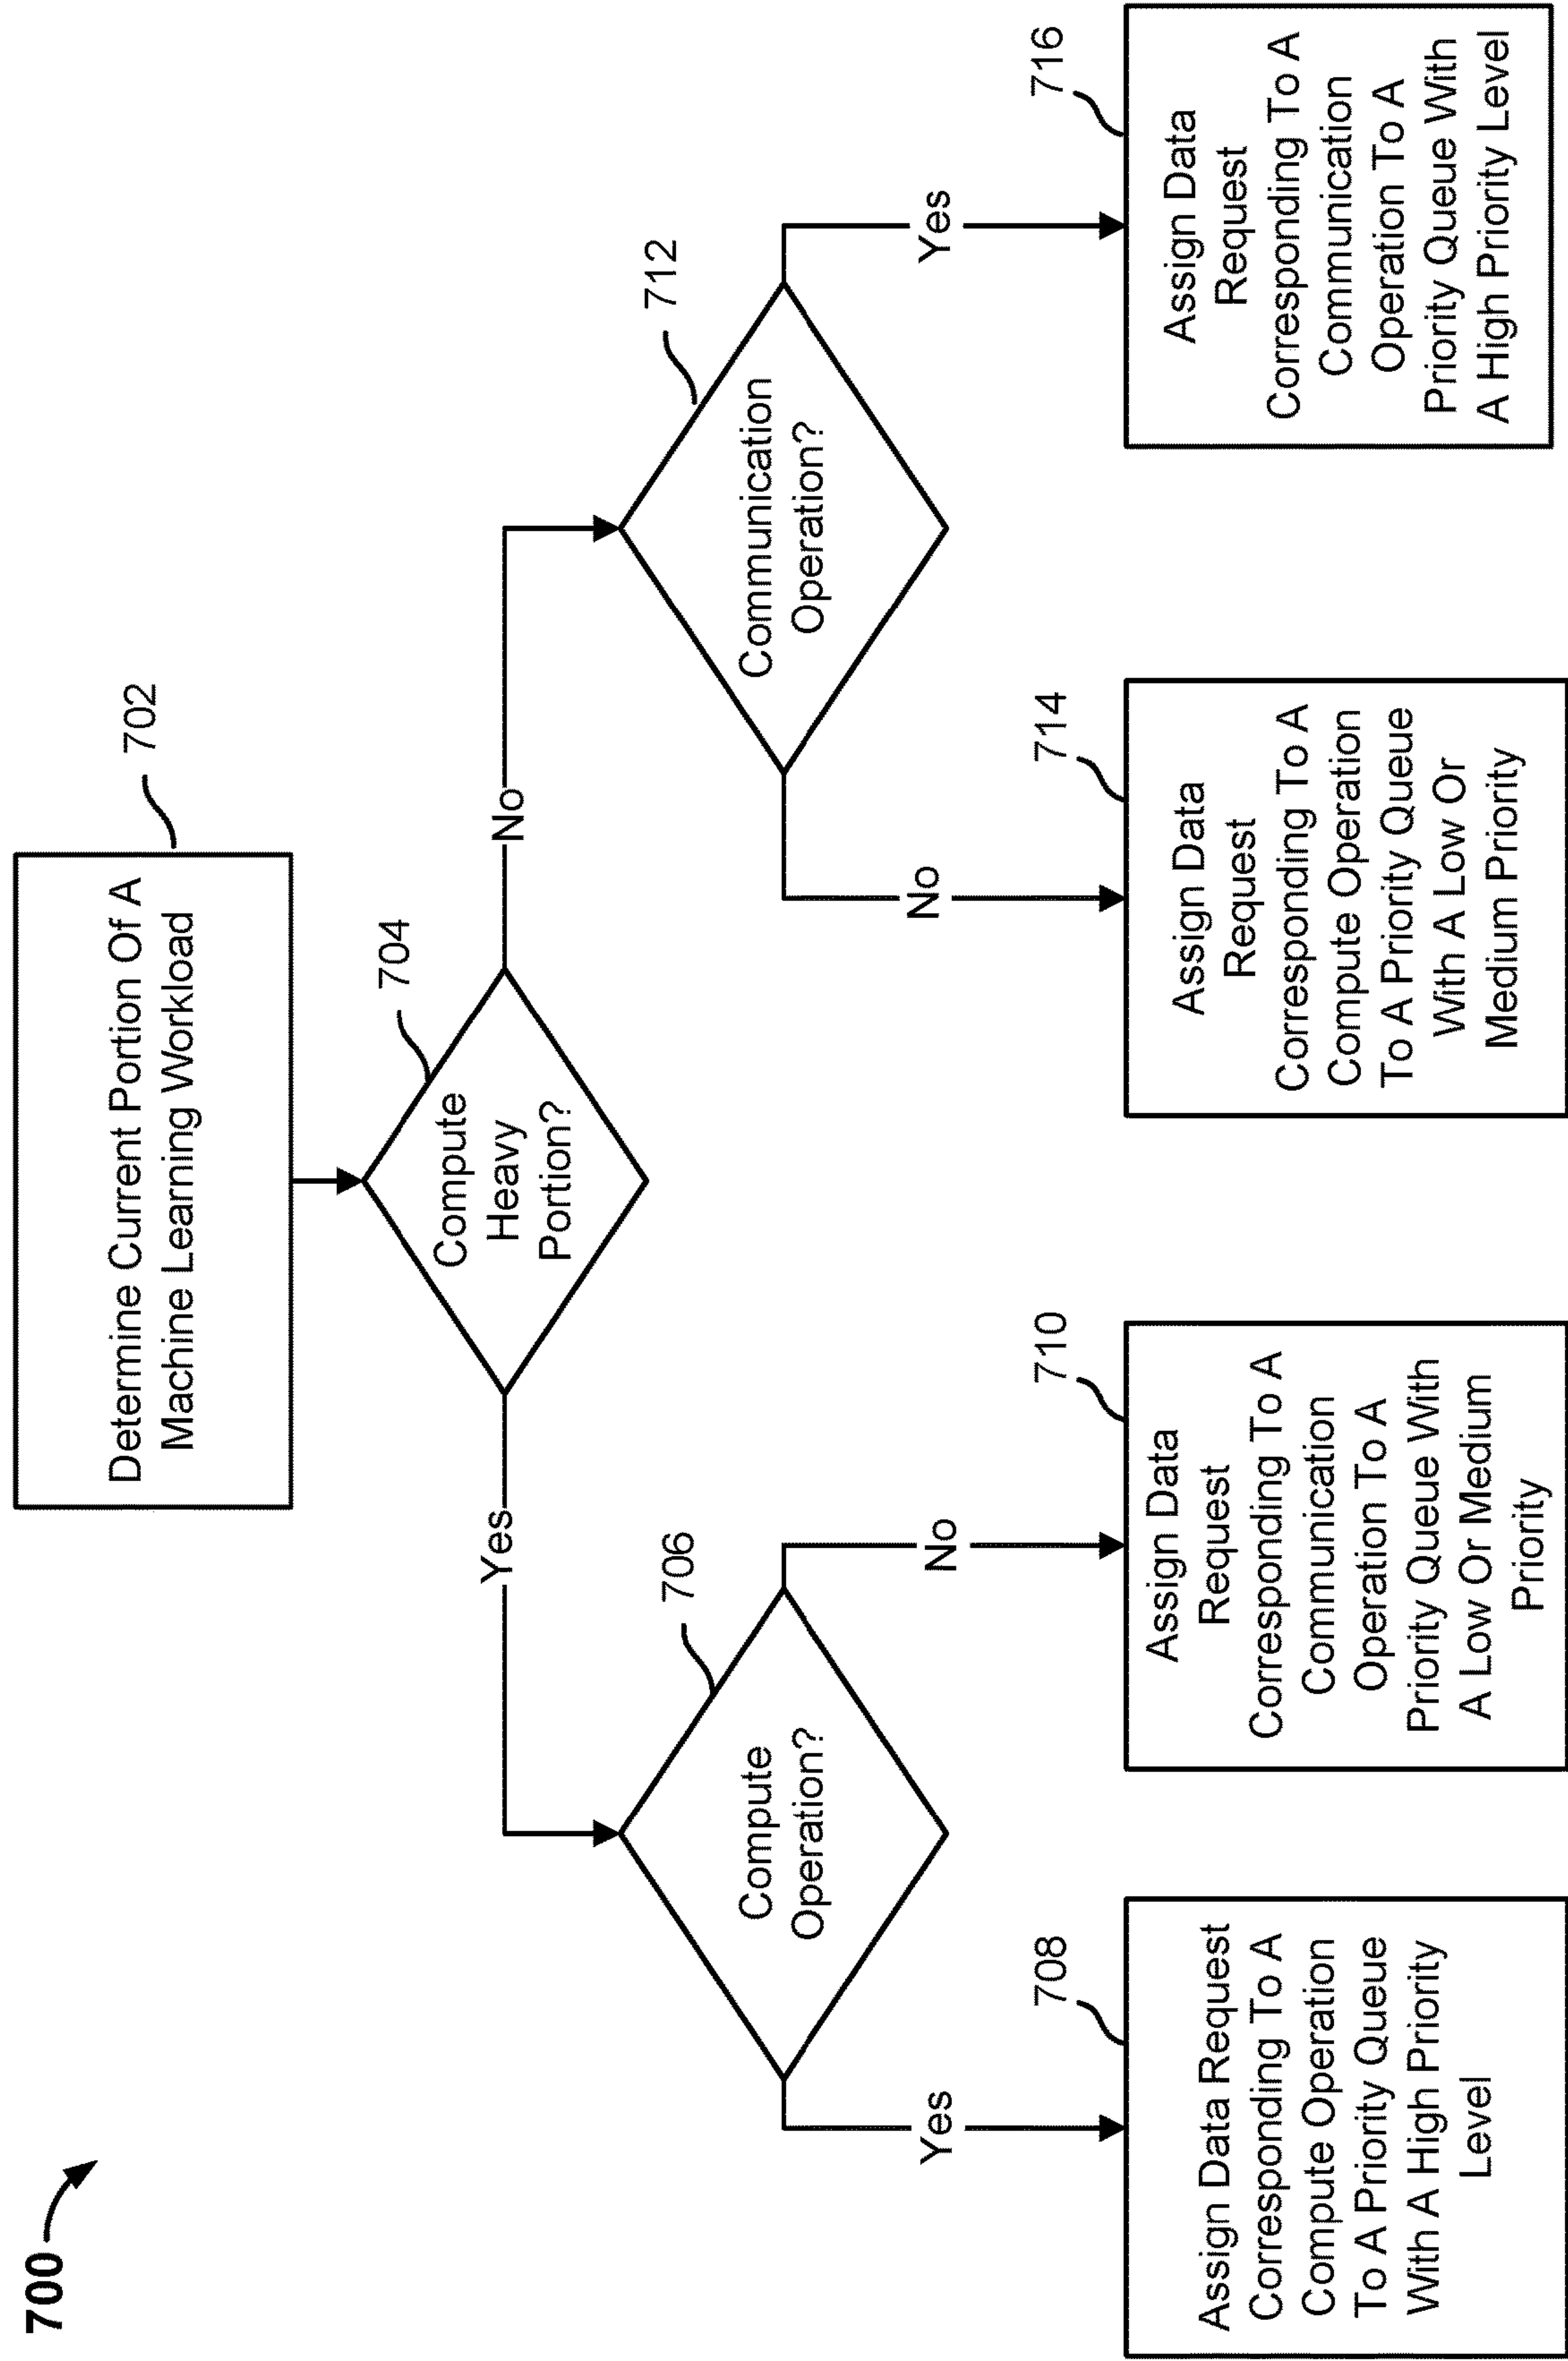 700
Determine Current Portion Of A
Machine Learning Workload
702
Compute
Heavy
Portion?
704
Yes
No
Compute
Operation?
706
Communication
Operation?
712
Yes
No
No
Yes
Assign Data Request
Corresponding To A
Compute Operation
To A Priority Queue
With A High Priority
Level
708
Assign Data
Request
Corresponding To A
Communication
Operation To A
Priority Queue With
A Low Or Medium
Priority
710
Assign Data
Request
Corresponding To A
Compute Operation
To A Priority Queue
With A Low Or
Medium Priority
714
Assign Data
Request
Corresponding To A
Communication
Operation To A
Priority Queue With
A High Priority Level
716